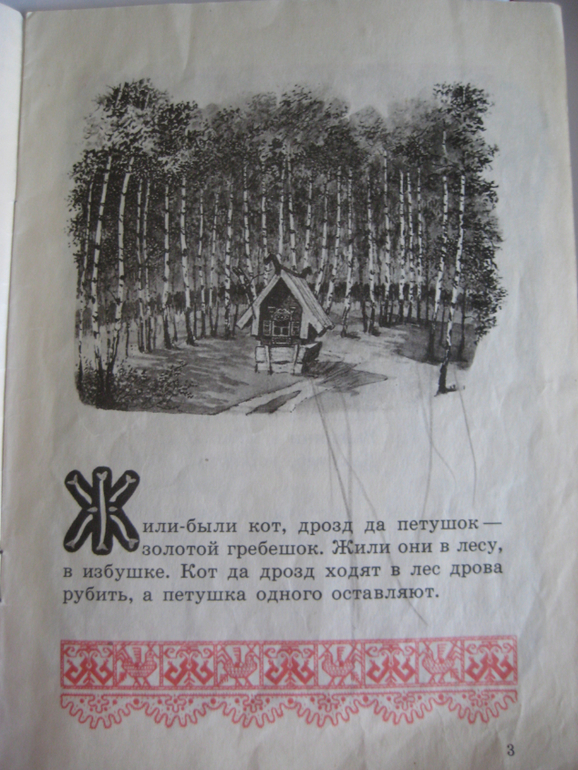 Жили-были кот, дрозд да петушок —
золотой гребешок. Жили они в лесу,
в избушке. Кот да дрозд ходят в лес дрова
рубить, а петушка одного оставляют.
3